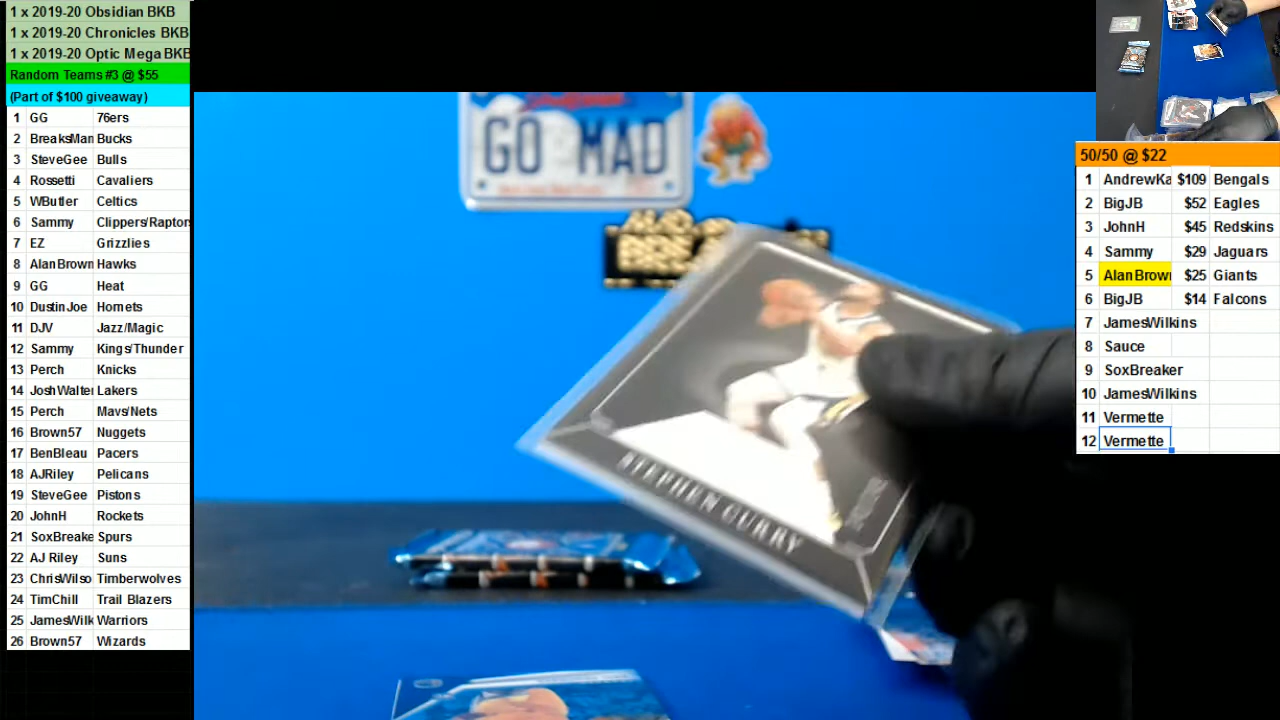 1 x 2019-20 Obsidian BKB
1 x 2019-20 Chronicles BKB
1 x 2019-20 Optic Mega BKB
Random Teams #3 @ $55
(Part of $100 giveaway)
1 GG 76ers
2 BreaksMan Bucks
3 SteveGee Bulls
4 Rossetti Cavaliers
5 WButler Celtics
6 Sammy Clippers/Raptors
7 EZ Grizzlies
8 AlanBrown Hawks
9 GG Heat
10 DustinJoe Hornets
11 DJV Jazz/Magic
12 Sammy Kings/Thunder
13 Perch Knicks
14 JoshWalter Lakers
15 Perch Mavs/Nets
16 Brown57 Nuggets
17 BenBleau Pacers
18 AJRiley Pelicans
19 SteveGee Pistons
20 JohnH Rockets
21 SoxBreake Spurs
22 AJ Riley Suns
23 ChrisWilso Timberwolves
24 TimChill Trail Blazers
25 JamesWilk Warriors
26 Brown57 Wizards
GO MAD
STEPHEN CURRY
50/50 @ $22
1 AndrewKa $109 Bengals
2 BigJB $52 Eagles
3 JohnH $45 Redskins
4 Sammy $29 Jaguars
5 AlanBrown $25 Giants
6 BigJB $14 Falcons
7 JamesWilkins
8 Sauce
9 SoxBreaker
10 JamesWilkins
11 Vermette
12 Vermette